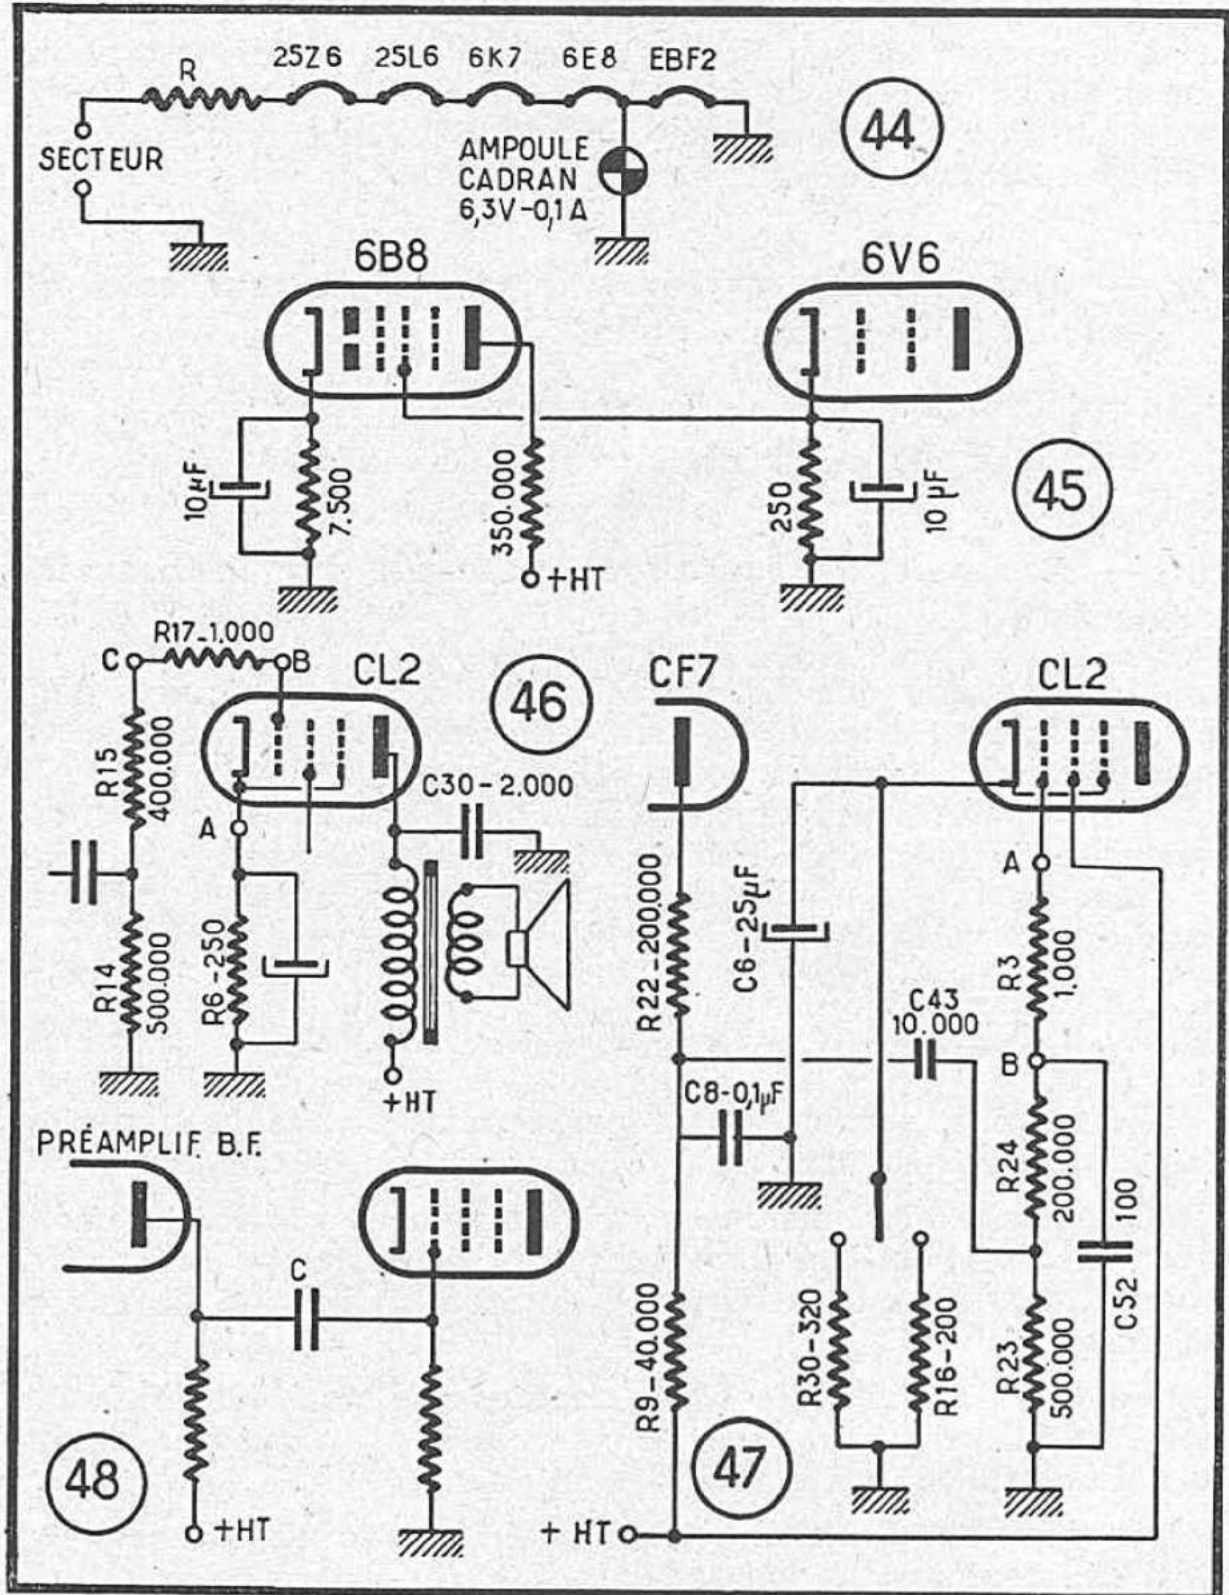 R
25Z6
25L6
6K7
6E8
EBF2
44
SECTEUR
AMPOULE
CADRAN
6,3V-0,1A
6B8
6V6
10µF
7.500
350.000
+HT
250
10 µF
45
R17-1.000
C
B
CL2
46
R15
400.000
C30-2.000
A
R14
500.000
R6-250
+HT
CF7
CL2
R22-200.000
C6-25µF
A
R3
1.000
C43
10.000
B
C8-0,1µF
R24
200.000
100
C52
R9-40.000
R30-320
R16-200
R23
500.000
47
+ HT
PRÉAMPLIF. B.F.
C
48
+HT